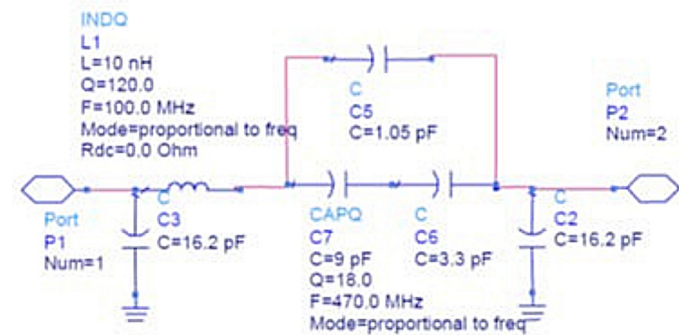 INDQ
L1
L=10 nH
Q=120.0
F=100.0 MHz
Mode=proportional to freq
Rdc=0.0 Ohm
C
C5
C=1.05 pF
Port
P2
Num=2
Port
P1
Num=1
C
C3
C=16.2 pF
CAPQ
C7
C=9 pF
Q=18.0
F=470.0 MHz
Mode=proportional to freq
C
C6
C=3.3 pF
C
C2
C=16.2 pF